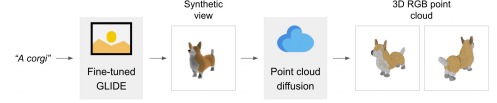 Synthetic
view
3D RGB point
cloud
“A corgi”
Fine-tuned
GLIDE
Point cloud
diffusion